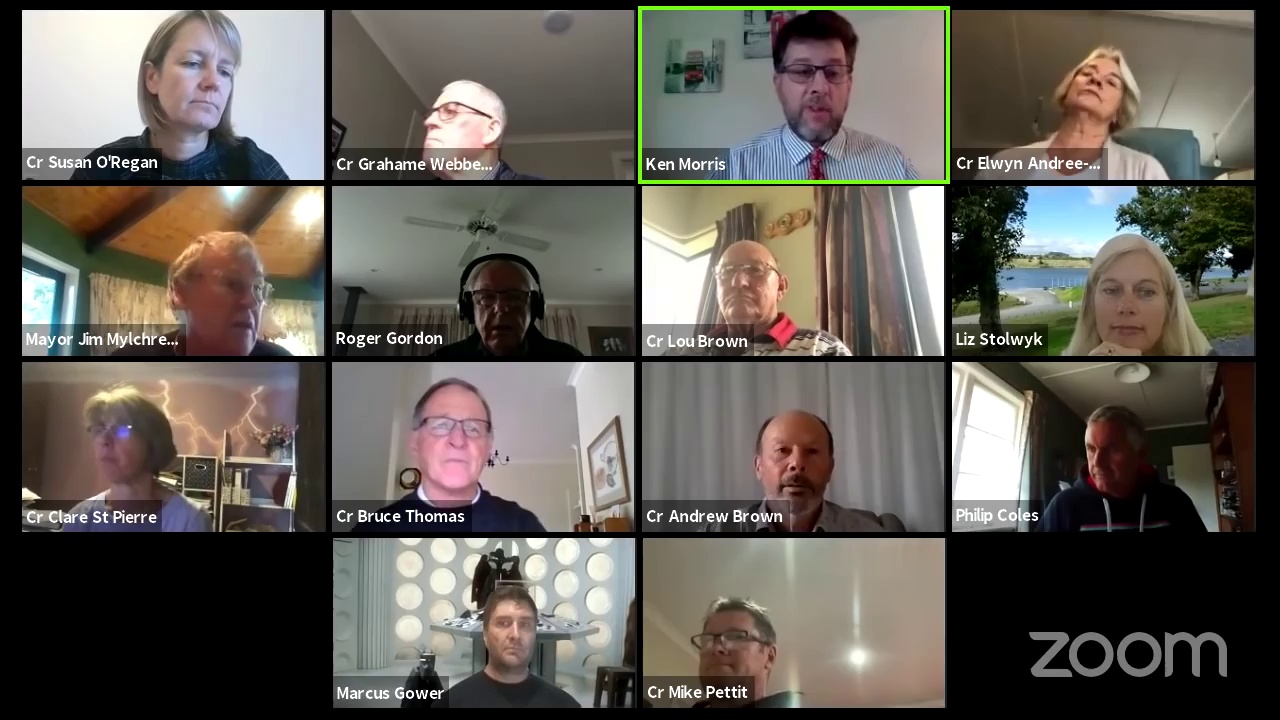 Cr Susan O'Regan
Cr Grahame Webbe...
Ken Morris
Cr Elwyn Andree-...
Mayor Jim Mylchre...
Roger Gordon
Cr Lou Brown
Liz Stolwyk
Cr Clare St Pierre
Cr Bruce Thomas
Cr Andrew Brown
Philip Coles
Marcus Gower
Cr Mike Pettit
zoom